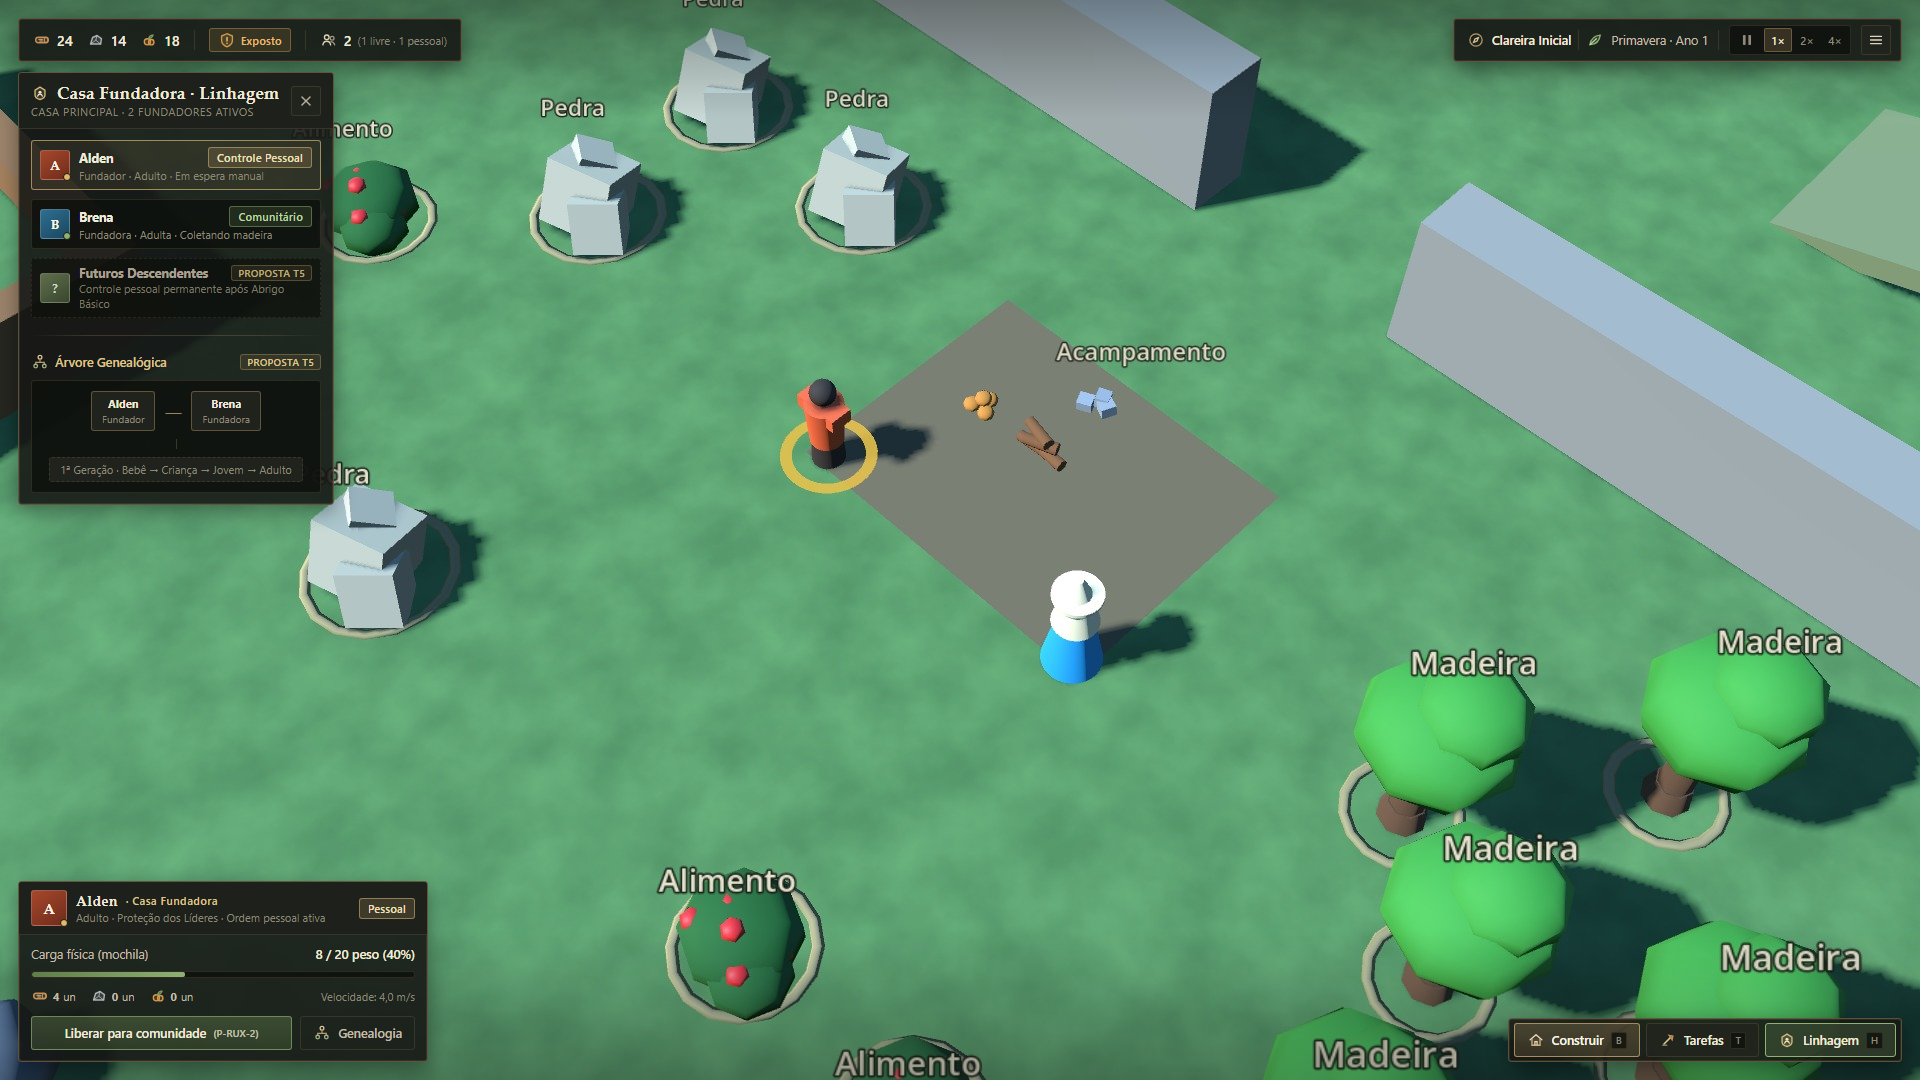 24 14 18 Exposto 2 (1 livre · 1 pessoal)
Clareira Inicial Primavera · Ano 1 1× 2× 4×
Casa Fundadora · Linhagem
CASA PRINCIPAL · 2 FUNDADORES ATIVOS
A Alden Controle Pessoal
Fundador · Adulto · Em espera manual
B Brena Comunitário
Fundadora · Adulta · Coletando madeira
? Futuros Descendentes PROPOSTA T5
Controle pessoal permanente após Abrigo
Básico
Árvore Genealógica PROPOSTA T5
Alden Brena
Fundador Fundadora
1ª Geração · Bebê → Criança → Jovem → Adulto
Pedra
Pedra
Pedra
Alimento
Acampamento
Pedra
Madeira
Madeira
Madeira
Alimento
Madeira
Alimento
Madeira
A Alden · Casa Fundadora Pessoal
Adulto · Proteção dos Líderes · Ordem pessoal ativa
Carga física (mochila) 8 / 20 peso (40%)
4 un 0 un 0 un Velocidade: 4,0 m/s
Liberar para comunidade (P-RUX-2) Genealogia
Construir B Tarefas T Linhagem H